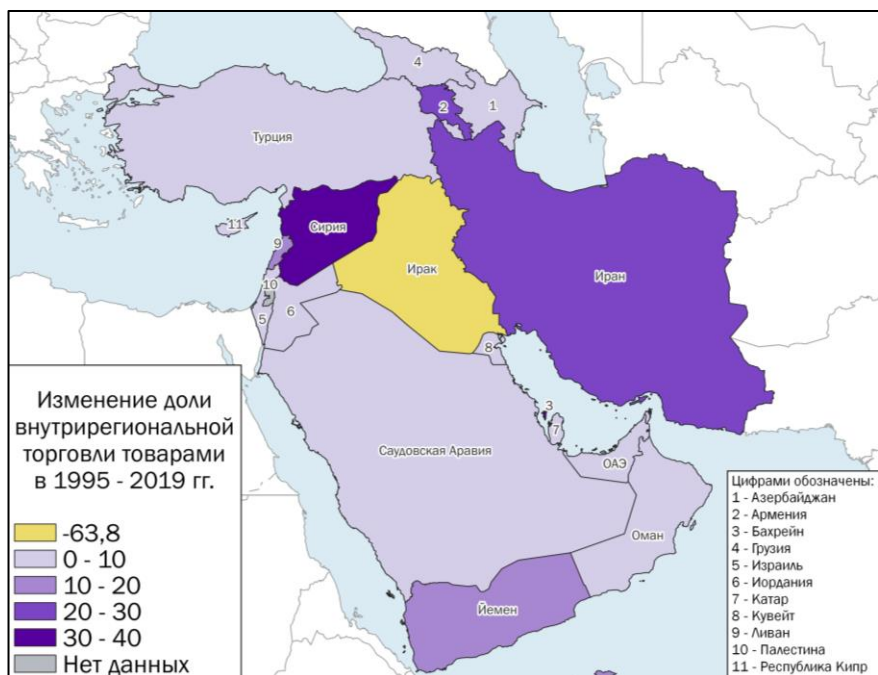 4
2
1
Турция
11
9
Сирия
Ирак
Иран
10
5
6
8
3
7
Саудовская Аравия
ОАЭ
Оман
Йемен
Изменение доли
внутрирегиональной
торговли товарами
в 1995 - 2019 гг.
-63,8
0 - 10
10 - 20
20 - 30
30 - 40
Нет данных
Цифрами обозначены:
1 - Азербайджан
2 - Армения
3 - Бахрейн
4 - Грузия
5 - Израиль
6 - Иордания
7 - Катар
8 - Кувейт
9 - Ливан
10 - Палестина
11 - Республика Кипр